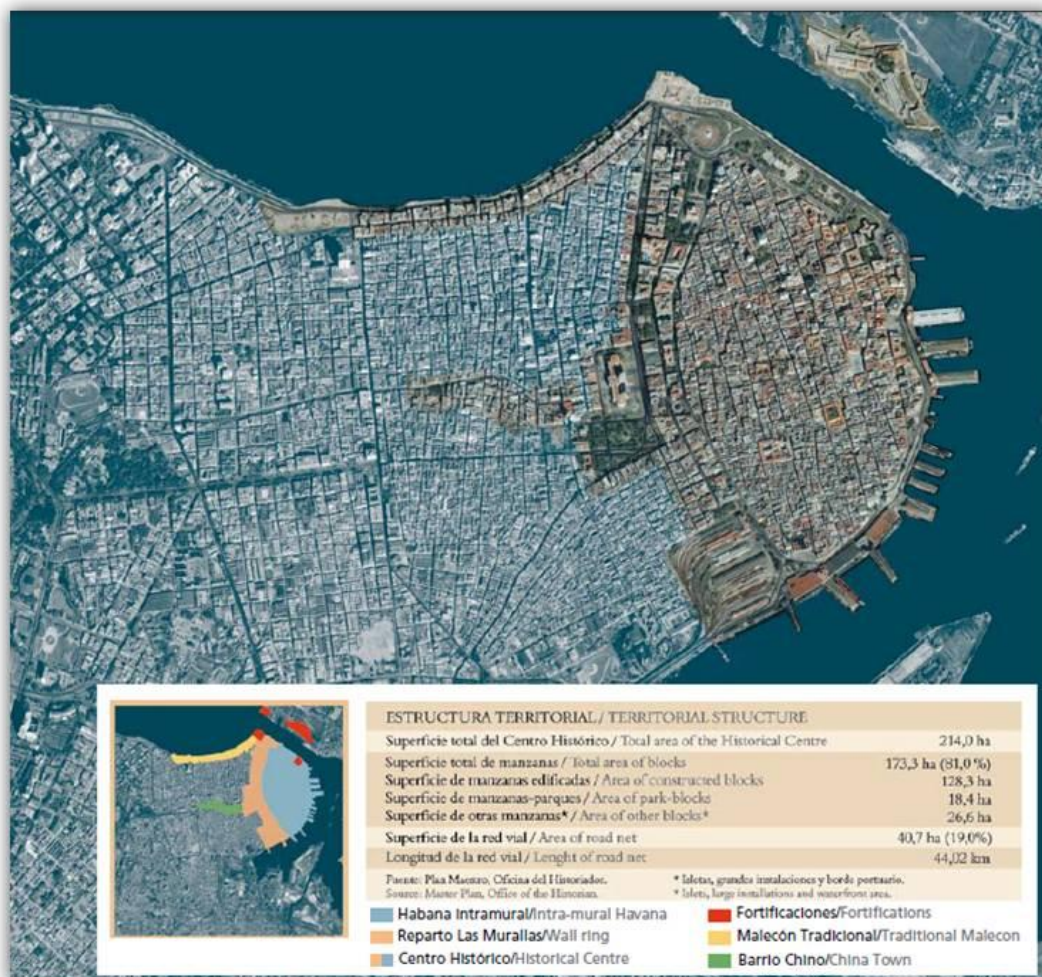 ESTRUCTURA TERRITORIAL / TERRITORIAL STRUCTURE
Superficie total del Centro Histórico / Total area of the Historical Centre 214,0 ha
Superficie total de manzanas / Total area of blocks 173,3 ha (81,0%)
Superficie de manzanas edificadas / Area of constructed blocks 128,3 ha
Superficie de manzanas-parques / Area of park-blocks 18,4 ha
Superficie de otras manzanas* / Area of other blocks* 26,6 ha
Superficie de la red vial / Area of road net 40,7 ha (19,0%)
Longitud de la red vial / Lenght of road net 44,02 km
Fuente: Plan Maestro, Oficina del Historiador. * Isletas, grandes instalaciones y borde portuario.
Source: Master Plan, Office of the Historian. * Islets, large installations and waterfront area.
Habana Intramural/Intra-mural Havana Fortificaciones/Fortifications
Reparto Las Murallas/Wall ring Malecón Tradicional/Traditional Malecon
Centro Histórico/Historical Centre Barrio Chino/China Town